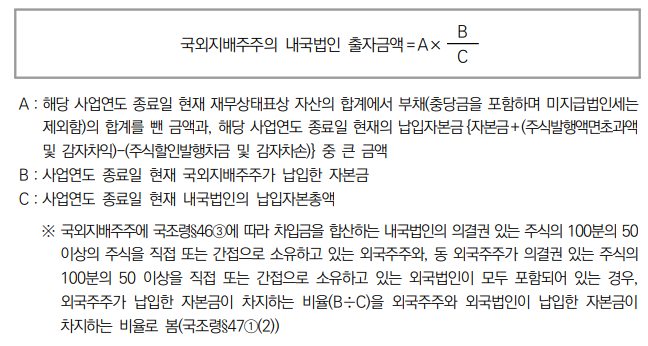 국외지배주주의 내국법인 출자금액 = A × B / C
A : 해당 사업연도 종료일 현재 재무상태표상 자산의 합계에서 부채(충당금을 포함하며 미지급법인세는
제외함)의 합계를 뺀 금액과, 해당 사업연도 종료일 현재의 납입자본금 {자본금+(주식발행액면초과액
및 감자차익)-(주식할인발행차금 및 감자차손)} 중 큰 금액
B : 사업연도 종료일 현재 국외지배주주가 납입한 자본금
C : 사업연도 종료일 현재 내국법인의 납입자본총액
※ 국외지배주주에 국조령§46③에 따라 차입금을 합산하는 내국법인의 의결권 있는 주식의 100분의 50
이상의 주식을 직접 또는 간접으로 소유하고 있는 외국주주와, 동 외국주주가 의결권 있는 주식의
100분의 50 이상을 직접 또는 간접으로 소유하고 있는 외국법인이 모두 포함되어 있는 경우,
외국주주가 납입한 자본금이 차지하는 비율(B÷C)을 외국주주와 외국법인이 납입한 자본금이
차지하는 비율로 봄(국조령§47①(2))